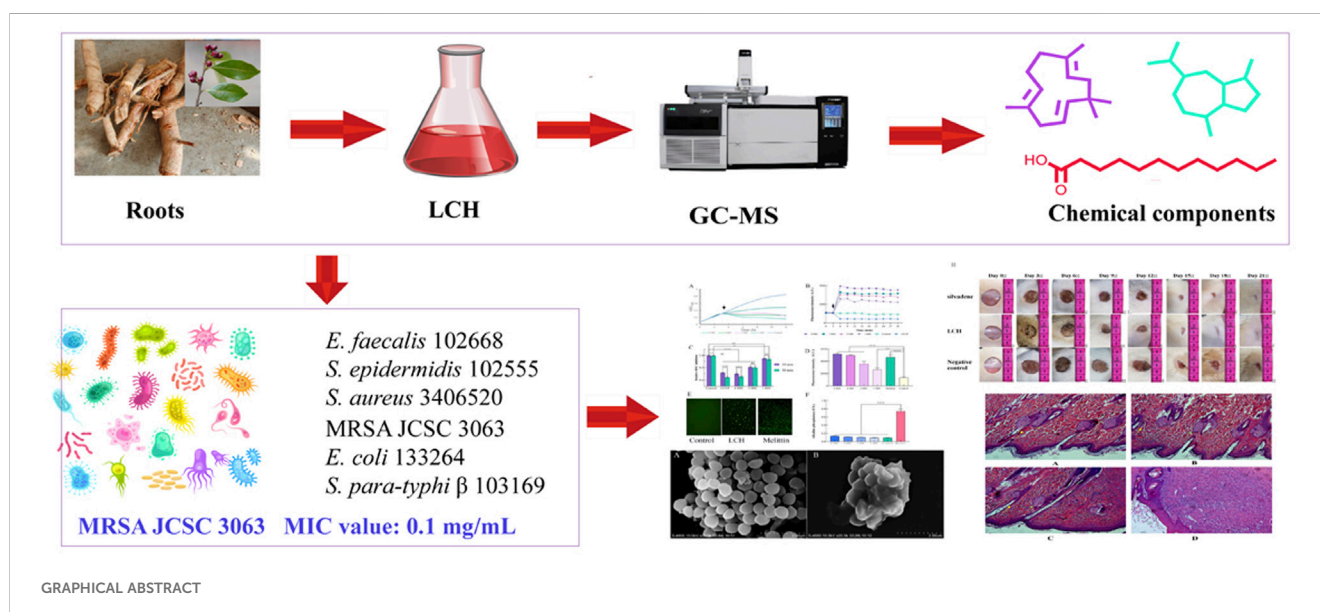 Roots
LCH
GC-MS
HO
O
Chemical components
E. faecalis 102668
S. epidermidis 102555
S. aureus 3406520
MRSA JCSC 3063
E. coli 133264
S. para-typhi β 103169
MRSA JCSC 3063 MIC value: 0.1 mg/mL
A
B
C
D
E
F
Control LCH Melittin
A
B
Day 0
Day 3
Day 6
Day 9
Day 12
Day 15
Day 21
silvadene
LCH
Negative
control
A
B
C
D
GRAPHICAL ABSTRACT